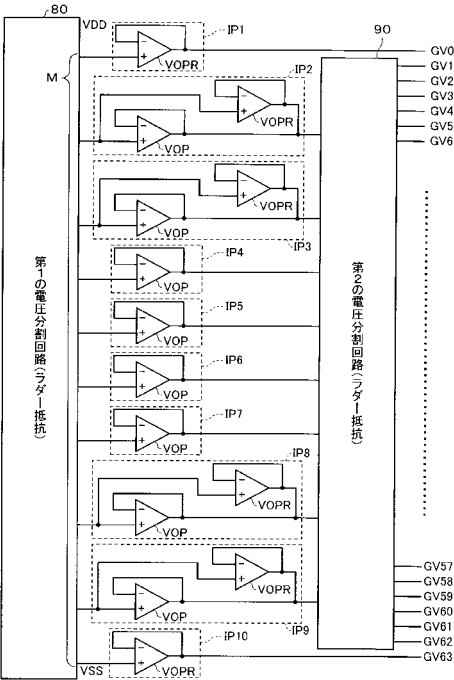 80
VDD
IP1
90
VOPR
GV0
M
IP2
GV1
GV2
VOPR
GV3
GV4
VOP
GV5
GV6
VOPR
VOP
IP3
IP4
VOP
IP5
VOP
IP6
VOP
IP7
VOP
第1の電圧分割回路(ラダー抵抗)
第2の電圧分割回路(ラダー抵抗)
IP8
VOPR
VOP
GV57
VOPR
GV58
GV59
VOP
GV60
IP9
GV61
IP10
GV62
VSS
VOPR
GV63